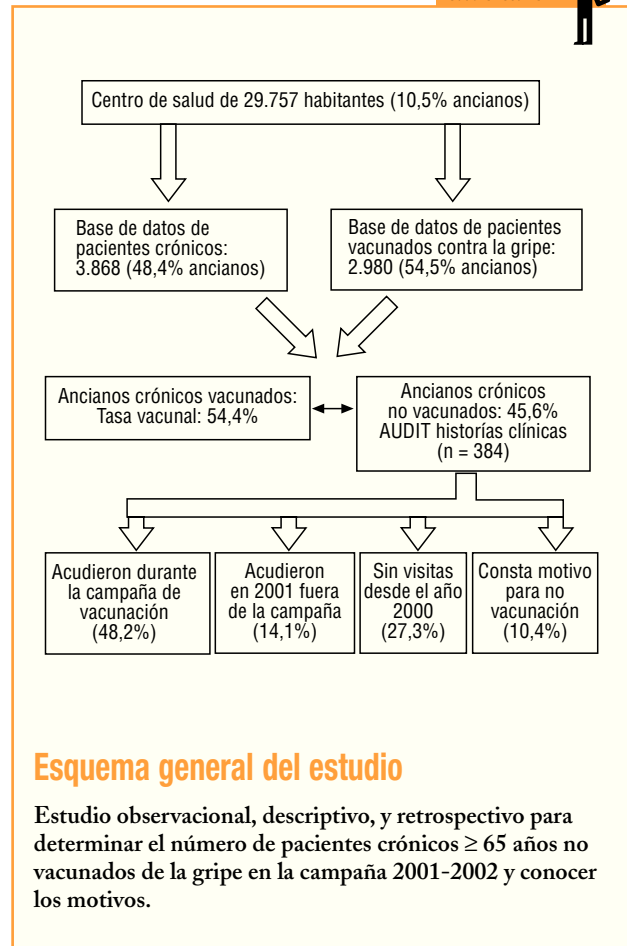 Centro de salud de 29.757 habitantes (10,5% ancianos)
Base de datos de
pacientes crónicos:
3.868 (48,4% ancianos)
Base de datos de pacientes
vacunados contra la gripe:
2.980 (54,5% ancianos)
Ancianos crónicos vacunados:
Tasa vacunal: 54,4%
Ancianos crónicos
no vacunados: 45,6%
AUDIT historías clínicas
(n = 384)
Acudieron durante
la campaña de
vacunación
(48,2%)
Acudieron
en 2001 fuera
de la campaña
(14,1%)
Sin visitas
desde el año
2000
(27,3%)
Consta motivo
para no
vacunación
(10,4%)
Esquema general del estudio
Estudio observacional, descriptivo, y retrospectivo para
determinar el número de pacientes crónicos ≥ 65 años no
vacunados de la gripe en la campaña 2001-2002 y conocer
los motivos.